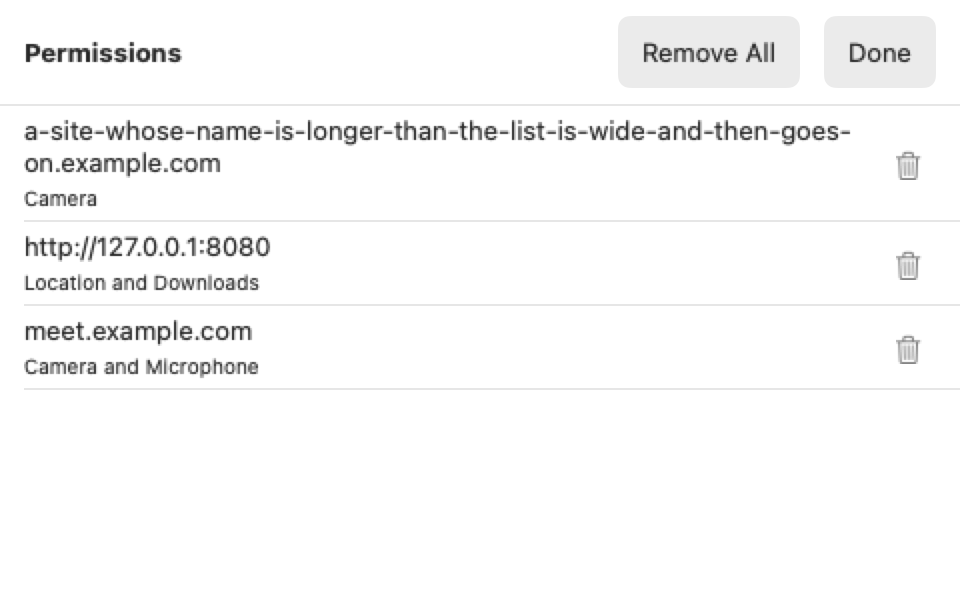 Permissions
Remove All
Done
a-site-whose-name-is-longer-than-the-list-is-wide-and-then-goes-
on.example.com
Camera
http://127.0.0.1:8080
Location and Downloads
meet.example.com
Camera and Microphone